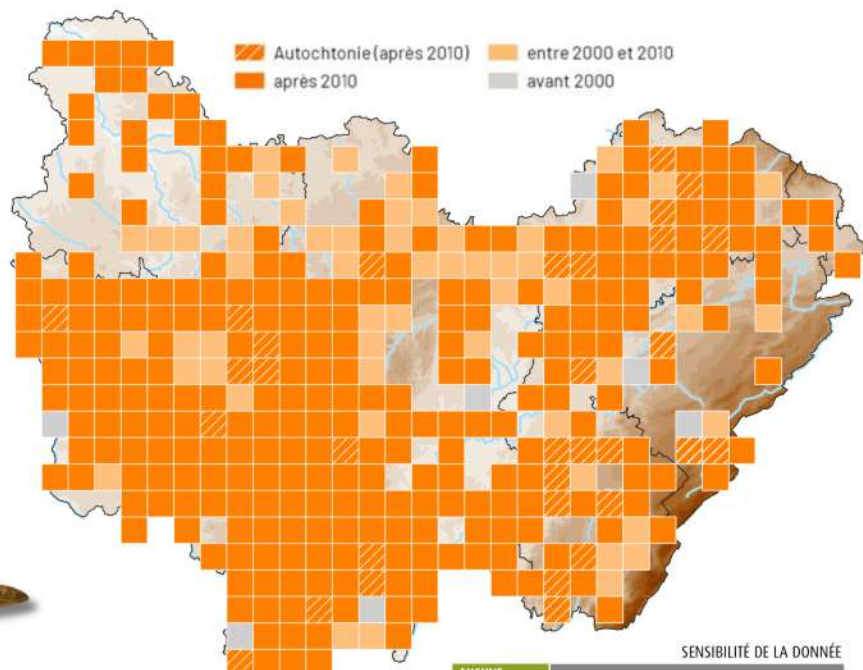 Autochtonie (après 2010)
après 2010
entre 2000 et 2010
avant 2000
SENSIBILITÉ DE LA DONNÉE